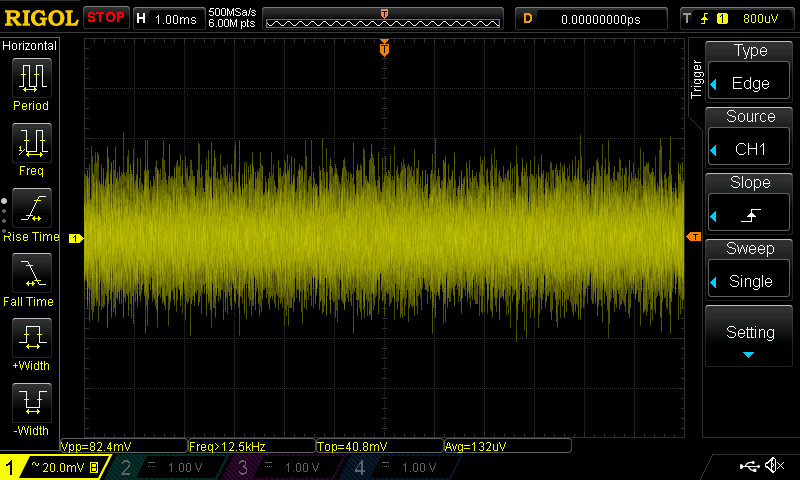 RIGOL STOP H 1.00ms 500MSa/s 6.00M pts T D 0.00000000ps T 1 800uV
Horizontal
Period
Freq
Rise Time
Fall Time
+Width
-Width
T
1
T
Trigger
Type
Edge
Source
CH1
Slope
Sweep
Single
Setting
Vpp=82.4mV Freq>12.5kHz Top=40.8mV Avg=132uV
1 ~ 20.0mV B 2 1.00 V 3 1.00 V 4 1.00 V